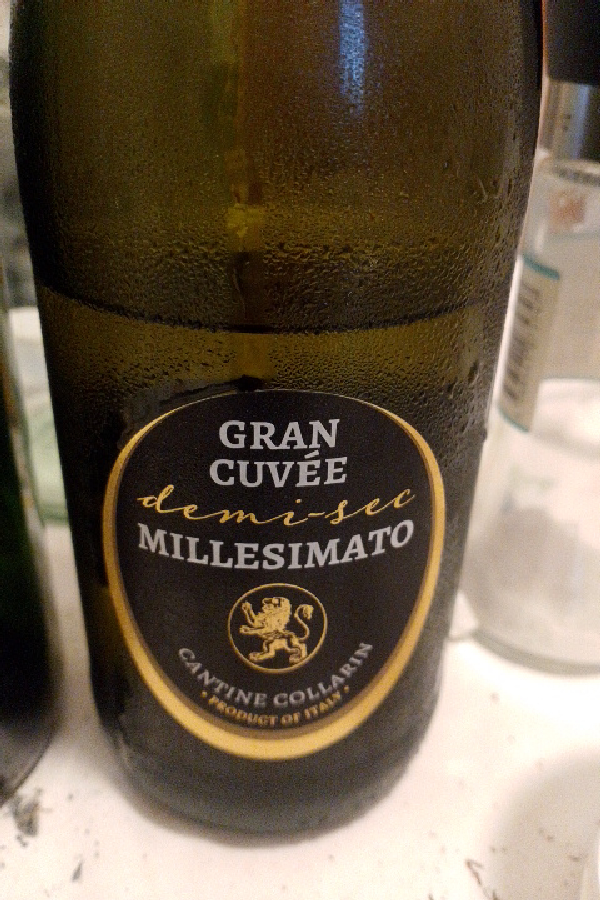 GRAN
CUVÉE
demi-sec
MILLESIMATO
CANTINE COLLARIN
• PRODUCT OF ITALY •